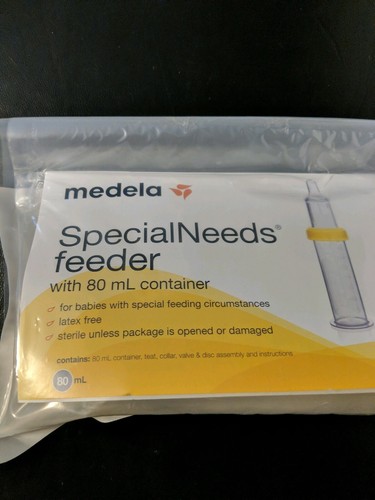 medela
SpecialNeeds®
feeder
with 80 mL container
for babies with special feeding circumstances
latex free
sterile unless package is opened or damaged
contains: 80 mL container, teat, collar, valve & disc assembly and instructions.
80 mL